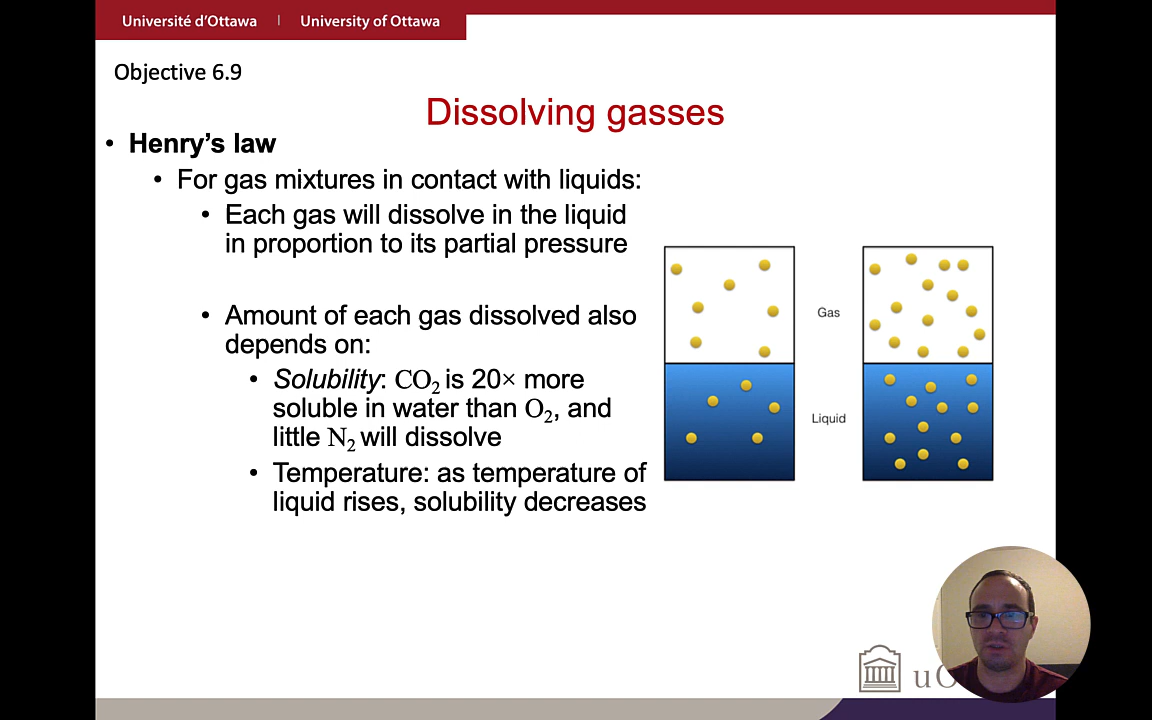 Université d'Ottawa | University of Ottawa
Objective 6.9
Dissolving gasses
• Henry’s law
• For gas mixtures in contact with liquids:
• Each gas will dissolve in the liquid
in proportion to its partial pressure
• Amount of each gas dissolved also
depends on:
• Solubility: CO2 is 20× more
soluble in water than O2, and
little N2 will dissolve
• Temperature: as temperature of
liquid rises, solubility decreases
Gas
Liquid